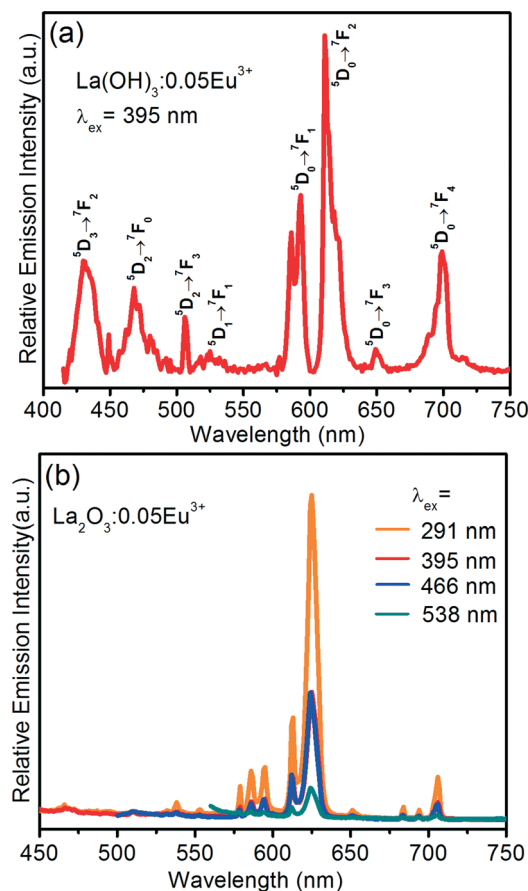 (a)
La(OH)₃:0.05Eu³⁺
λₑₓ= 395 nm
⁵D₃→⁷F₂
⁵D₂→⁷F₀
⁵D₂→⁷F₃
⁵D₁→⁷F₁
⁵D₀→⁷F₁
⁵D₀→⁷F₂
⁵D₀→⁷F₃
⁵D₀→⁷F₄
Relative Emission Intensity (a.u.)
400 450 500 550 600 650 700 750
Wavelength (nm)
(b)
La₂O₃:0.05Eu³⁺
λₑₓ=
291 nm
395 nm
466 nm
538 nm
Relative Emission Intensity(a.u.)
450 500 550 600 650 700 750
Wavelength (nm)